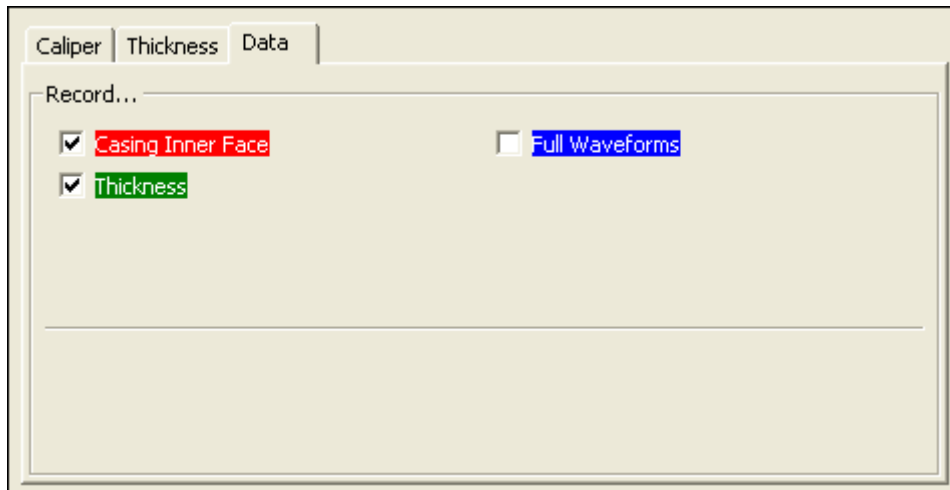 Caliper Thickness Data
Record...
Casing Inner Face Full Waveforms
Thickness